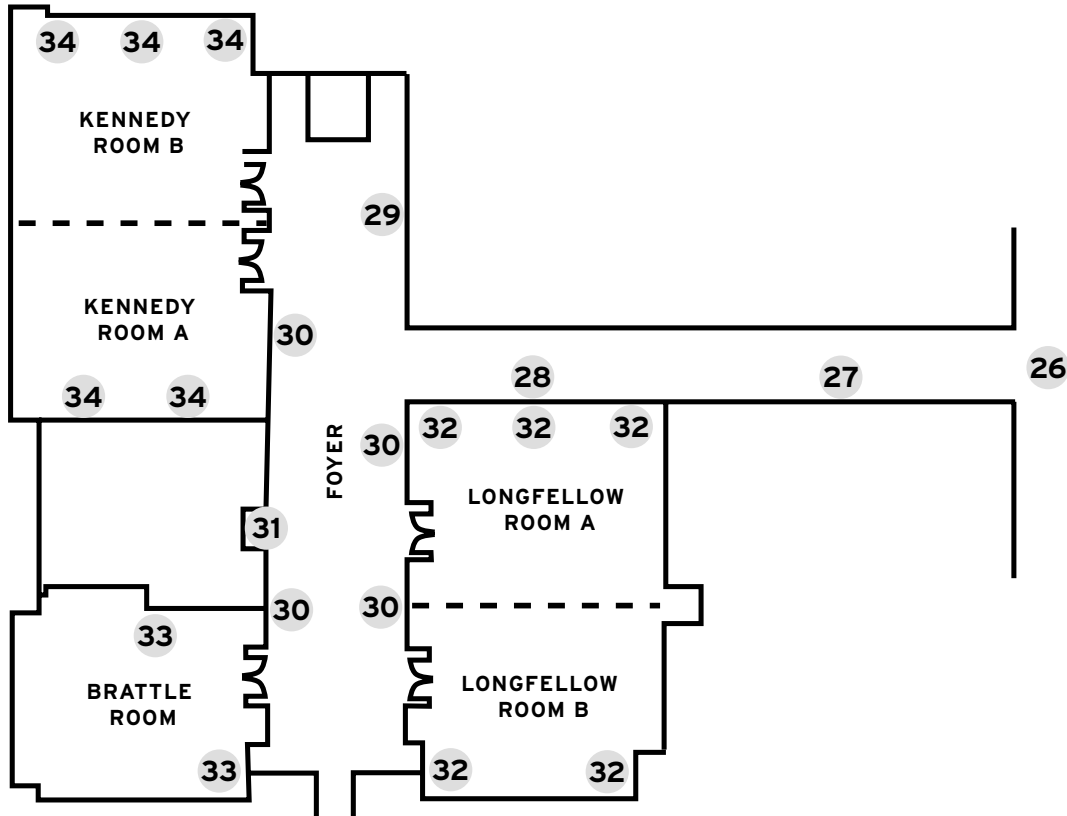 34 34 34
KENNEDY
ROOM B
29
KENNEDY
ROOM A
30
26
28
27
34 34
32 32 32
30
FOYER
LONGFELLOW
ROOM A
31
30
30
33
LONGFELLOW
ROOM B
BRATTLE
ROOM
33
32
32